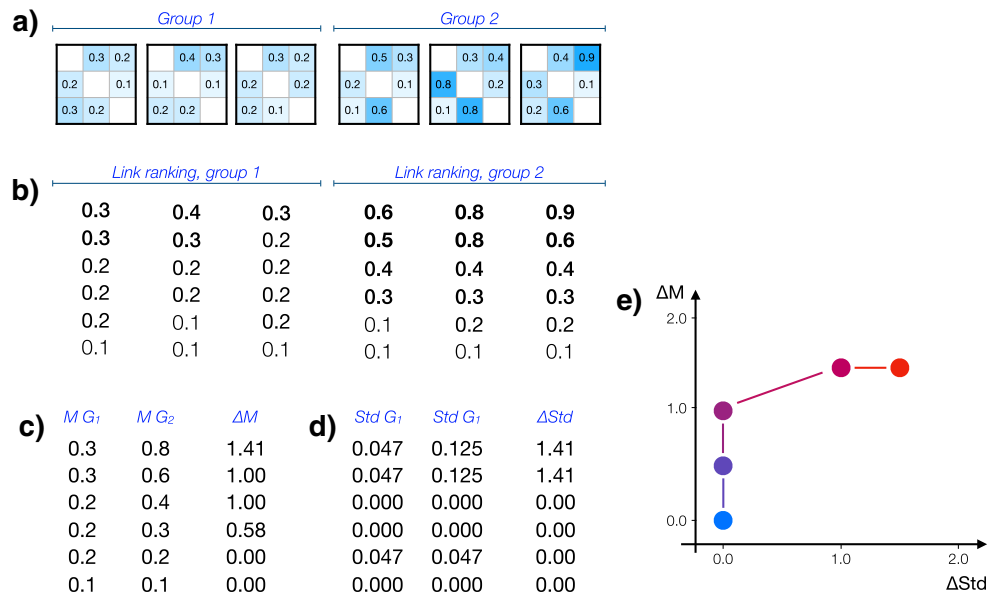 a)
Group 1
Group 2
0.3 0.2
0.4 0.3
0.3 0.2
0.5 0.3
0.3 0.4
0.4 0.9
0.2 0.1
0.1 0.1
0.2 0.2
0.2 0.1
0.8 0.2
0.3 0.1
0.3 0.2
0.2 0.2
0.2 0.1
0.1 0.6
0.1 0.8
0.2 0.6
b)
Link ranking, group 1
Link ranking, group 2
0.3 0.4 0.3 0.6 0.8 0.9
0.3 0.3 0.2 0.5 0.8 0.6
0.2 0.2 0.2 0.4 0.4 0.4
0.2 0.2 0.2 0.3 0.3 0.3
0.2 0.1 0.2 0.1 0.2 0.2
0.1 0.1 0.1 0.1 0.1 0.1
c)
M G₁ M G₂ ΔM
0.3 0.8 1.41
0.3 0.6 1.00
0.2 0.4 1.00
0.2 0.3 0.58
0.2 0.2 0.00
0.1 0.1 0.00
d)
Std G₁ Std G₁ ΔStd
0.047 0.125 1.41
0.047 0.125 1.41
0.000 0.000 0.00
0.000 0.000 0.00
0.047 0.047 0.00
0.000 0.000 0.00
e)
ΔM
2.0
1.0
0.0
0.0 1.0 2.0
ΔStd